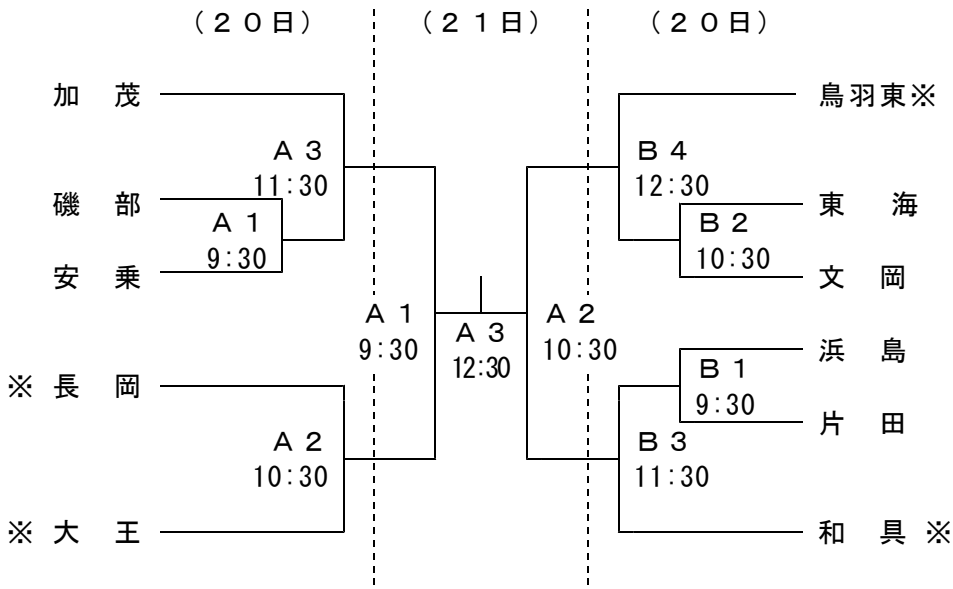 （２０日） （２１日） （２０日）
加　茂
鳥羽東※
Ａ３
11:30
Ｂ４
12:30
磯　部
東　海
Ａ１
9:30
Ｂ２
10:30
安　乗
文　岡
Ａ１
9:30
Ａ３
12:30
Ａ２
10:30
浜　島
※長　岡
Ｂ１
9:30
片　田
Ａ２
10:30
Ｂ３
11:30
※大　王
和　具※